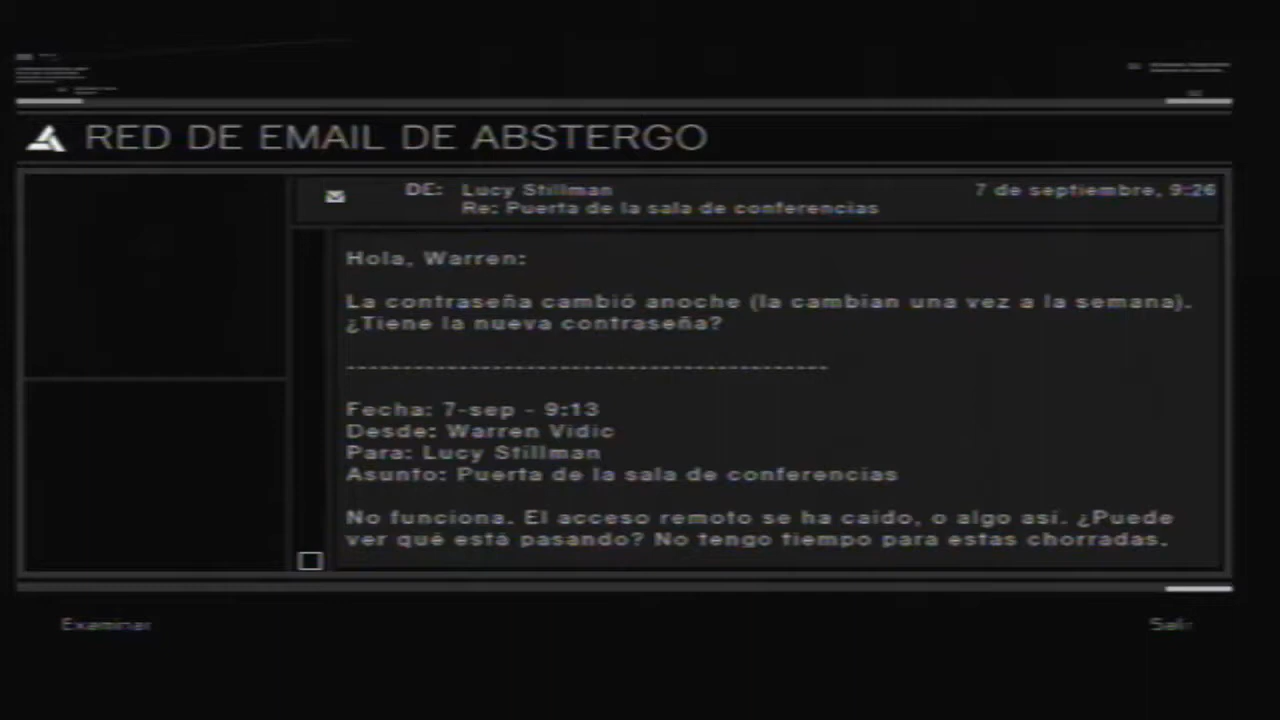 RED DE EMAIL DE ABSTERGO
DE: Lucy Stillman 7 de septiembre, 9:26
Re: Puerta de la sala de conferencias
Hola, Warren:
La contraseña cambió anoche (la cambian una vez a la semana).
¿Tiene la nueva contraseña?
-------------------------------------------
Fecha: 7-sep - 9:13
Desde: Warren Vidic
Para: Lucy Stillman
Asunto: Puerta de la sala de conferencias
No funciona. El acceso remoto se ha caído, o algo así. ¿Puede
ver qué está pasando? No tengo tiempo para estas chorradas.
Examinar Salir